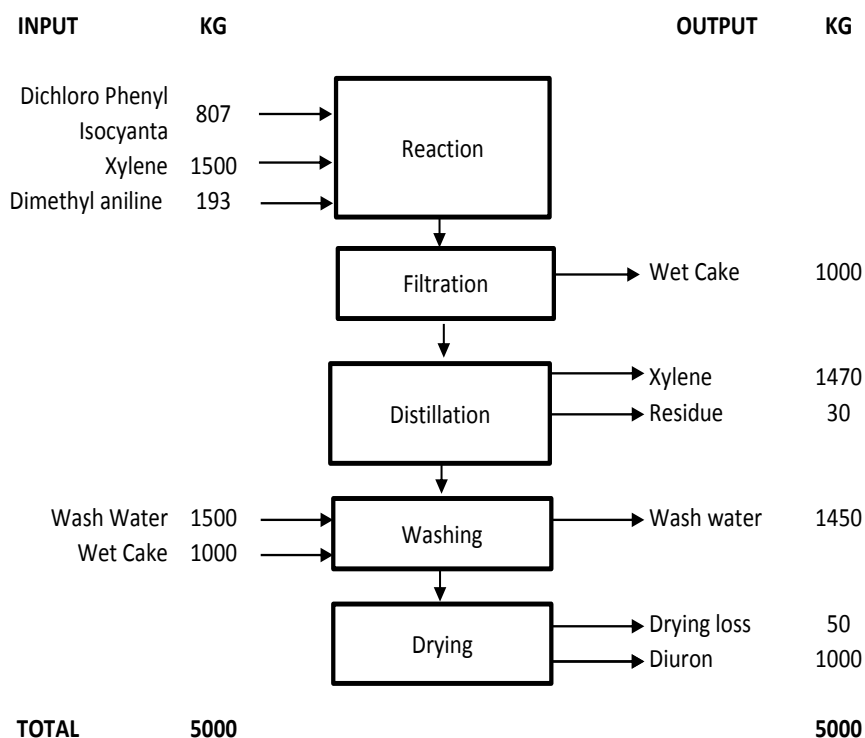 INPUT KG OUTPUT KG
Dichloro Phenyl
Isocyanta 807
Reaction
Xylene 1500
Dimethyl aniline 193
Filtration Wet Cake 1000
Xylene 1470
Distillation
Residue 30
Wash Water 1500 Wash water 1450
Washing
Wet Cake 1000
Drying loss 50
Drying
Diuron 1000
TOTAL 5000 5000